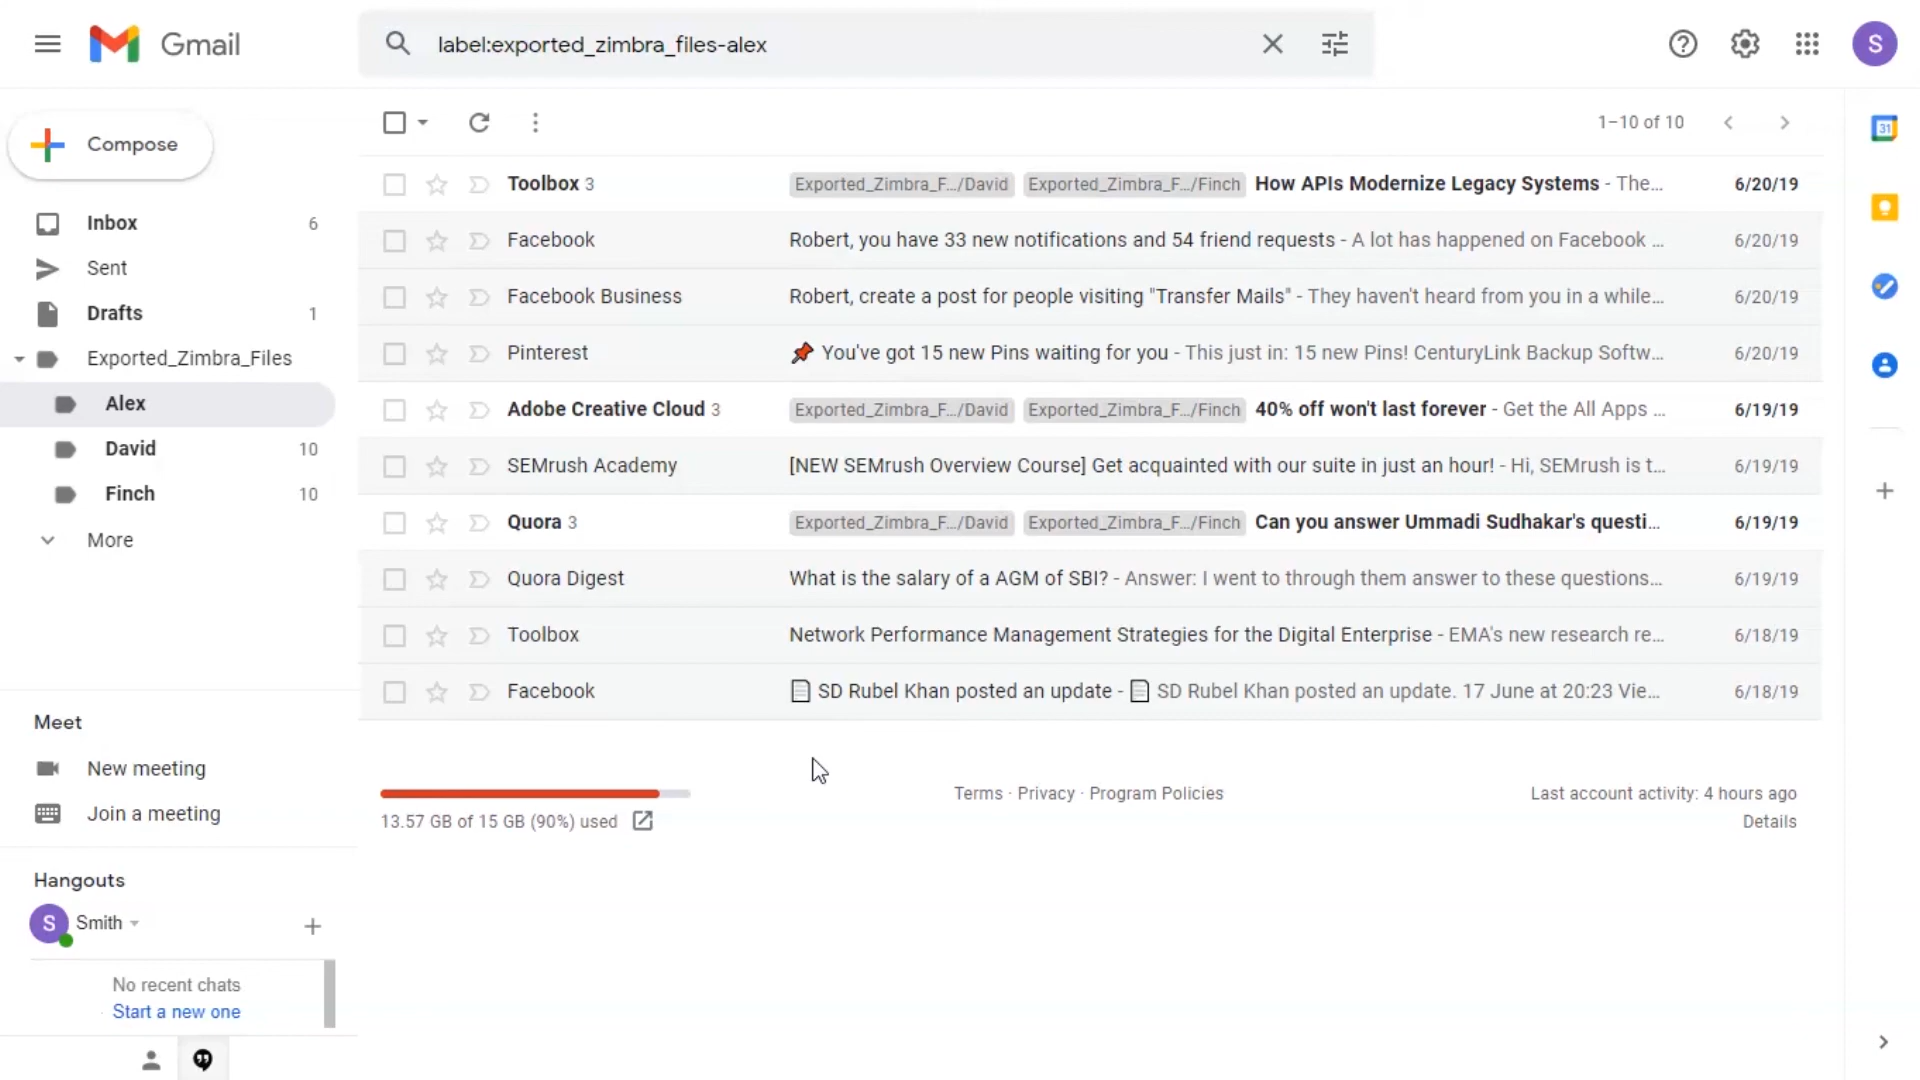 Gmail
label:exported_zimbra_files-alex
S
Compose
1–10 of 10
31
Inbox 6
Sent
Drafts 1
Exported_Zimbra_Files
Alex
David 10
Finch 10
More
Toolbox 3 Exported_Zimbra_F.../David Exported_Zimbra_F.../Finch How APIs Modernize Legacy Systems - The... 6/20/19
Facebook Robert, you have 33 new notifications and 54 friend requests - A lot has happened on Facebook ... 6/20/19
Facebook Business Robert, create a post for people visiting "Transfer Mails" - They haven't heard from you in a while... 6/20/19
Pinterest 📌 You've got 15 new Pins waiting for you - This just in: 15 new Pins! CenturyLink Backup Softw... 6/20/19
Adobe Creative Cloud 3 Exported_Zimbra_F.../David Exported_Zimbra_F.../Finch 40% off won't last forever - Get the All Apps ... 6/19/19
SEMrush Academy [NEW SEMrush Overview Course] Get acquainted with our suite in just an hour! - Hi, SEMrush is t... 6/19/19
Quora 3 Exported_Zimbra_F.../David Exported_Zimbra_F.../Finch Can you answer Ummadi Sudhakar's questi... 6/19/19
Quora Digest What is the salary of a AGM of SBI? - Answer: I went to through them answer to these questions... 6/19/19
Toolbox Network Performance Management Strategies for the Digital Enterprise - EMA's new research re... 6/18/19
Facebook SD Rubel Khan posted an update - SD Rubel Khan posted an update. 17 June at 20:23 Vie... 6/18/19
Meet
New meeting
Join a meeting
13.57 GB of 15 GB (90%) used
Terms · Privacy · Program Policies
Last account activity: 4 hours ago
Details
Hangouts
S Smith
No recent chats
Start a new one